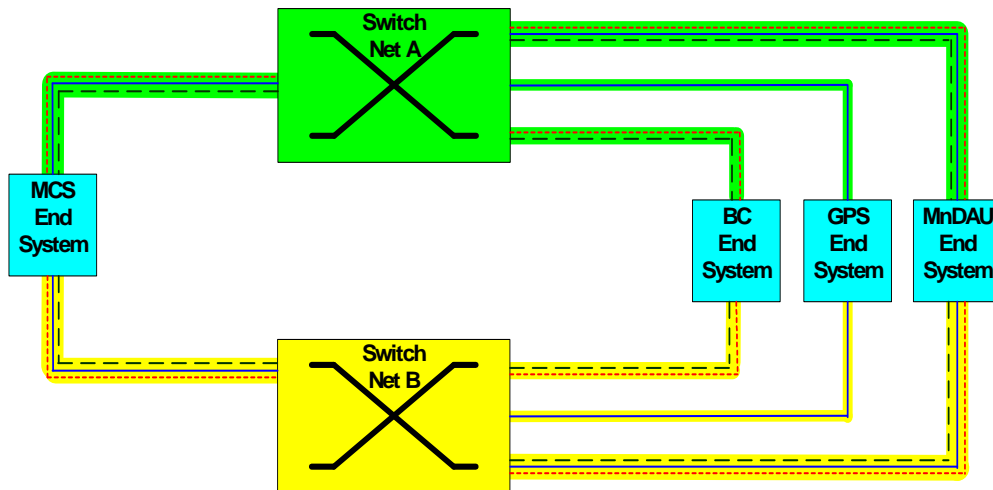 Switch
Net A
MCS
End
System
BC
End
System
GPS
End
System
MnDAU
End
System
Switch
Net B